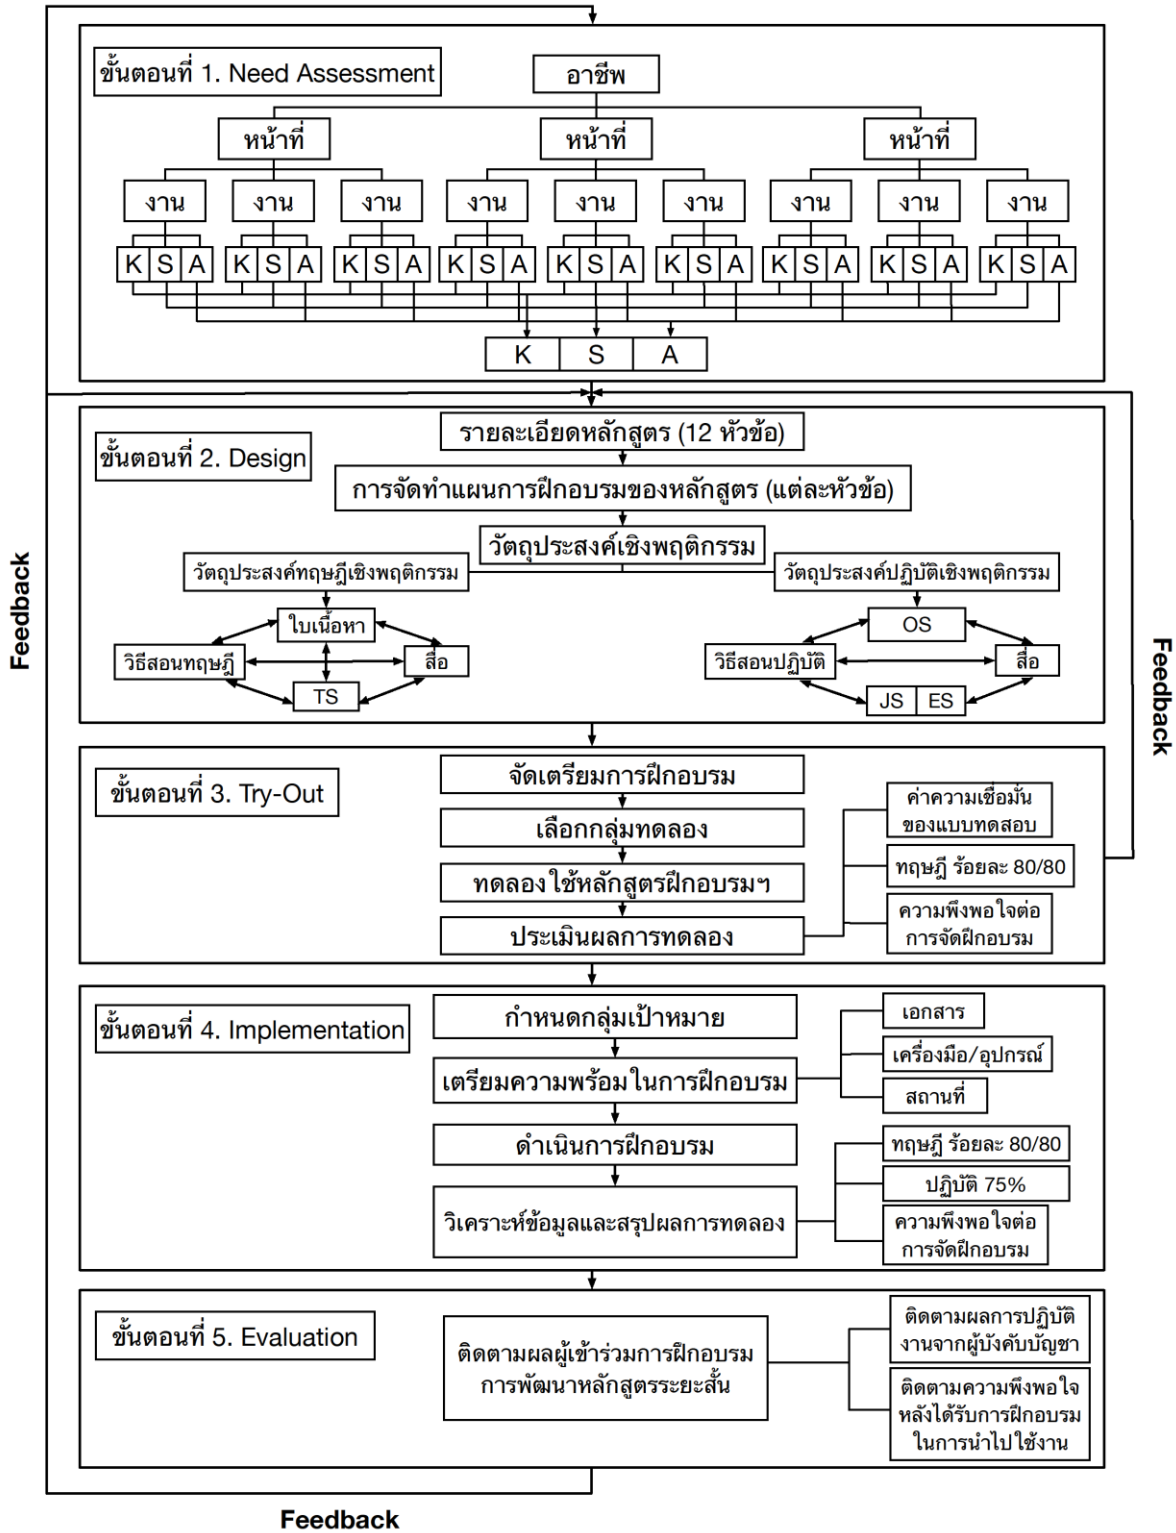 ขั้นตอนที่ 1. Need Assessment
อาชีพ
หน้าที่ หน้าที่ หน้าที่
งาน งาน งาน งาน งาน งาน งาน งาน งาน
K S A K S A K S A K S A K S A K S A K S A K S A K S A
K S A
ขั้นตอนที่ 2. Design
รายละเอียดหลักสูตร (12 หัวข้อ)
การจัดทำแผนการฝึกอบรมของหลักสูตร (แต่ละหัวข้อ)
วัตถุประสงค์เชิงพฤติกรรม
วัตถุประสงค์ทฤษฎีเชิงพฤติกรรม
ใบเนื้อหา
วิธีสอนทฤษฎี
สื่อ
TS
วัตถุประสงค์ปฏิบัติเชิงพฤติกรรม
OS
วิธีสอนปฏิบัติ
สื่อ
JS ES
Feedback
Feedback
ขั้นตอนที่ 3. Try-Out
จัดเตรียมการฝึกอบรม
เลือกกลุ่มทดลอง
ทดลองใช้หลักสูตรฝึกอบรมฯ
ประเมินผลการทดลอง
ค่าความเชื่อมั่น
ของแบบทดสอบ
ทฤษฎี ร้อยละ 80/80
ความพึงพอใจต่อ
การจัดฝึกอบรม
ขั้นตอนที่ 4. Implementation
กำหนดกลุ่มเป้าหมาย
เตรียมความพร้อมในการฝึกอบรม
เอกสาร
เครื่องมือ/อุปกรณ์
สถานที่
ดำเนินการฝึกอบรม
วิเคราะห์ข้อมูลและสรุปผลการทดลอง
ทฤษฎี ร้อยละ 80/80
ปฏิบัติ 75%
ความพึงพอใจต่อ
การจัดฝึกอบรม
ขั้นตอนที่ 5. Evaluation
ติดตามผลผู้เข้าร่วมการฝึกอบรม
การพัฒนาหลักสูตรระยะสั้น
ติดตามผลการปฏิบัติ
งานจากผู้บังคับบัญชา
ติดตามความพึงพอใจ
หลังได้รับการฝึกอบรม
ในการนำไปใช้งาน
Feedback